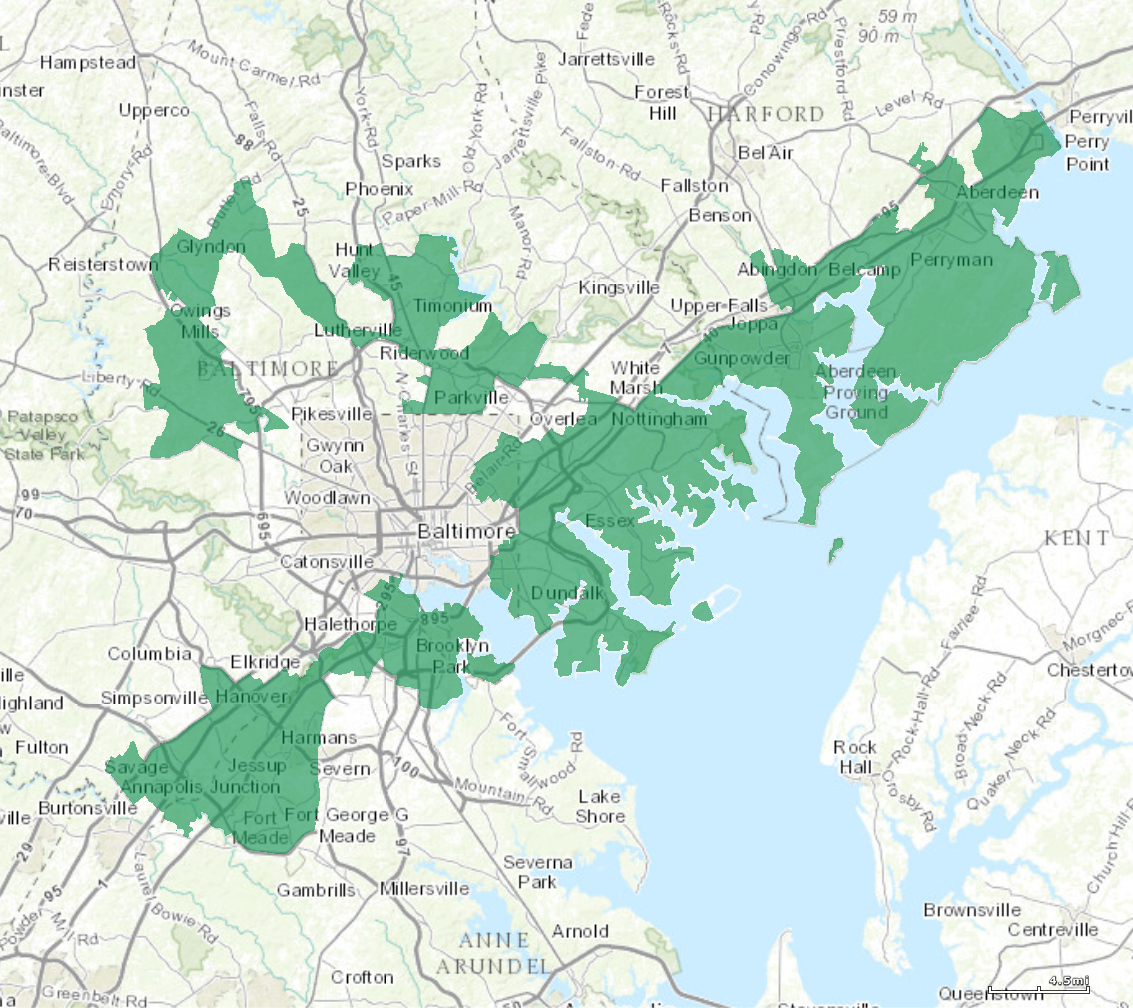 59 m
90 m
Hampstead
Mount Carmel Rd
Jarrettsville
Rocks Rd
Conowingo Rd
Priestford Rd
Upperco
Falls Rd
York Rd
Forest
Hill
HARFORD
Level Rd
Perry
Point
88
Sparks
Old York Rd
Jarrettsville Pike
Fallston Rd
Bel Air
Baltimore Blvd
Emory Rd
Phoenix
Paper Mill Rd
Fallston
Aberdeen
Butler Rd
25
Manor Rd
Benson
95
Glyndon
Hunt
Valley
Reisterstown
45
Kingsville
Abingdon
Belcamp
Perryman
Owings
Mills
Timonium
Upper Falls
Joppa
Lutherville
Riderwood
7
40
Gunpowder
BALTIMORE
White
Marsh
Aberdeen
Proving
Ground
Liberty Rd
795
N Charles St
Parkville
Patapsco
Valley
State Park
26
Pikesville
Overlea
Nottingham
Gwynn
Oak
Belair Rd
99
Woodlawn
70
695
Baltimore
Essex
KENT
Catonsville
295
Dundalk
Fairlee Rd
Halethorpe
895
Morgnec
Columbia
Elkridge
Brooklyn
Park
Simpsonville
Hanover
Rock Hall Rd
Broad Neck Rd
Fulton
Harmans
Fort Smallwood Rd
Rock
Hall
Quaker Neck Rd
Savage
Jessup
Severn
100
Annapolis Junction
Mountain Rd
Crosby Rd
Burtonsville
Fort
Meade
Fort George G
Meade
Lake
Shore
29
97
Severna
Park
Church Hill
Laurel Bowie Rd
Gambrills
Millersville
95
1
Powder
Mill Rd
Brownsville
Centreville
ANNE
ARUNDEL
Arnold
Crofton
50
4.5mi
Greenbelt Rd
Queenstown